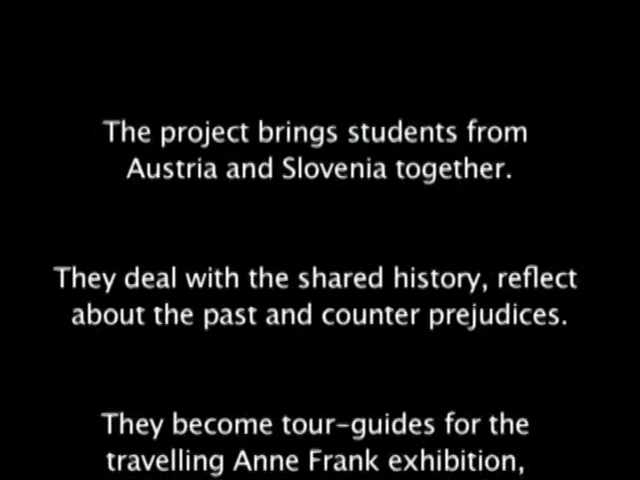 The project brings students from
Austria and Slovenia together.
They deal with the shared history, reflect
about the past and counter prejudices.
They become tour-guides for the
travelling Anne Frank exhibition,